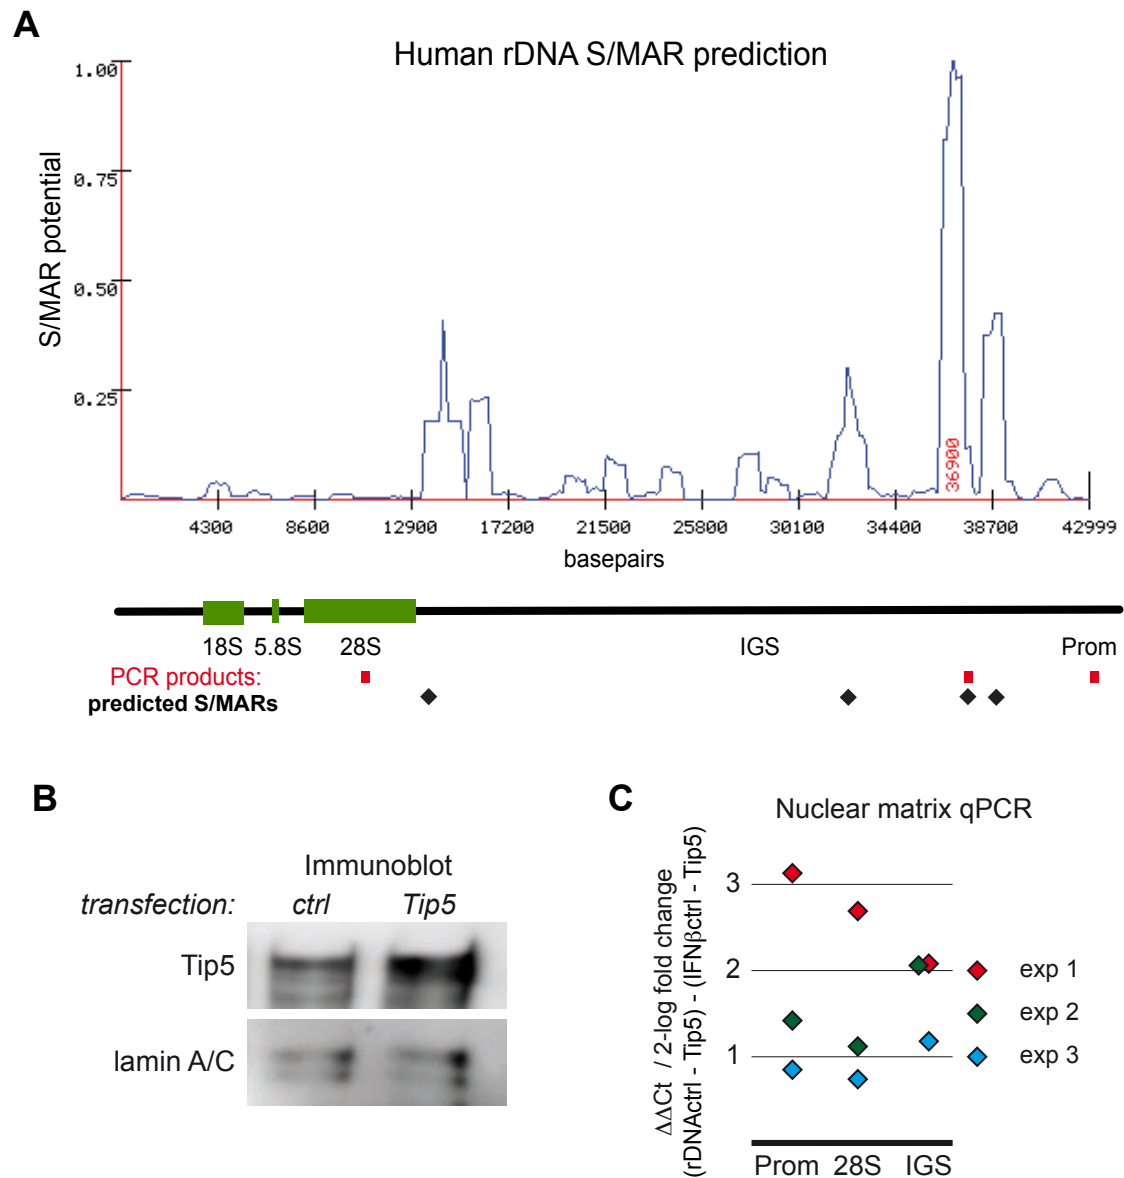 A
Human rDNA S/MAR prediction
S/MAR potential
1.00
0.75
0.50
0.25
36900
4300 8600 12900 17200 21500 25800 30100 34400 38700 42999
basepairs
18S 5.8S 28S IGS Prom
PCR products:
predicted S/MARs
B
Immunoblot
transfection: ctrl Tip5
Tip5
lamin A/C
C
Nuclear matrix qPCR
ΔΔCt / 2-log fold change
(rDNActrl - Tip5) - (IFNβctrl - Tip5)
3
2
1
exp 1
exp 2
exp 3
Prom 28S IGS